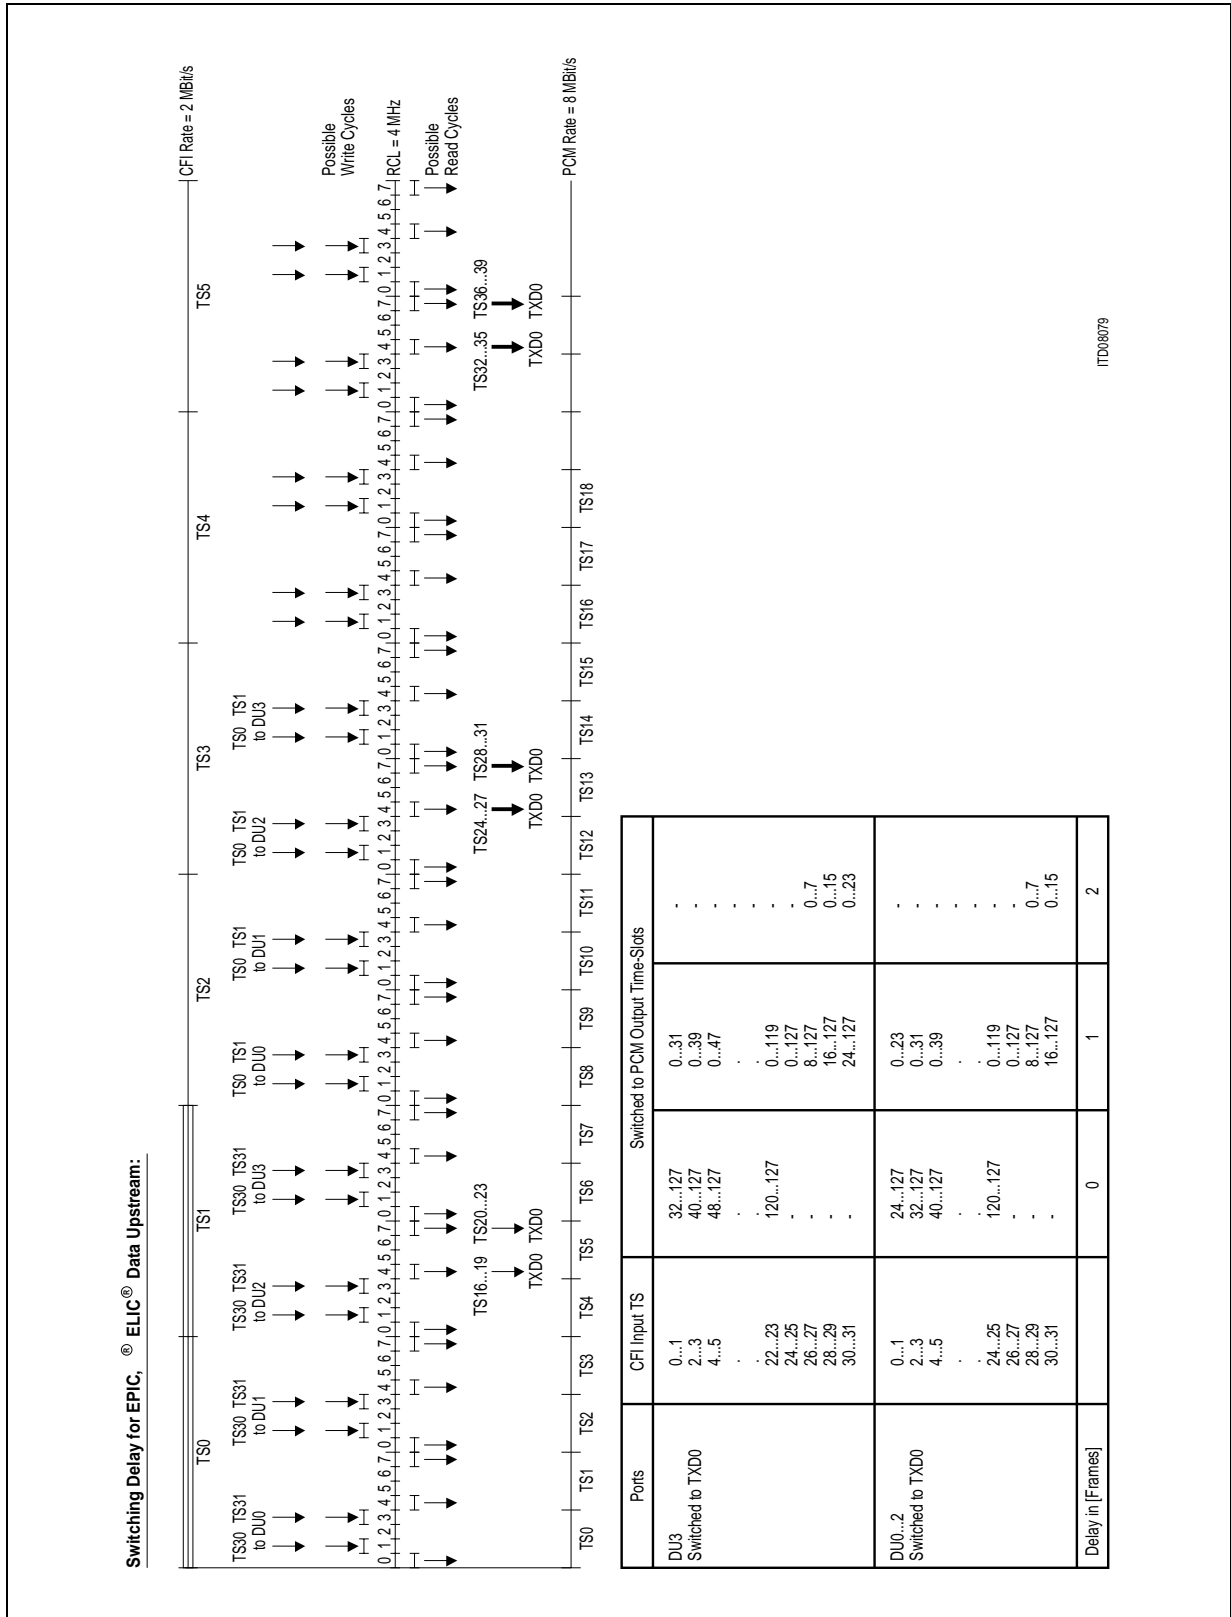 Switching Delay for EPIC, ® ELIC® Data Upstream:
TS0 TS1 TS2 TS3 TS4 TS5 CFI Rate = 2 MBit/s
TS30 TS31 TS30 TS31 TS30 TS31 TS30 TS31 TS0 TS1 TS0 TS1 TS0 TS1 TS0 TS1
to DU0 to DU1 to DU2 to DU3 to DU0 to DU1 to DU2 to DU3
Possible
Write Cycles
0 1 2 3 4 5 6 7 0 1 2 3 4 5 6 7 0 1 2 3 4 5 6 7 0 1 2 3 4 5 6 7 0 1 2 3 4 5 6 7 0 1 2 3 4 5 6 7 0 1 2 3 4 5 6 7 0 1 2 3 4 5 6 7 0 1 2 3 4 5 6 7 0 1 2 3 4 5 6 7 0 1 2 3 4 5 6 7 0 1 2 3 4 5 6 7 RCL = 4 MHz
Possible
Read Cycles
TS16...19 TS20...23 TS24...27 TS28...31 TS32...35 TS36...39
TXD0 TXD0 TXD0 TXD0 TXD0 TXD0
TS0 TS1 TS2 TS3 TS4 TS5 TS6 TS7 TS8 TS9 TS10 TS11 TS12 TS13 TS14 TS15 TS16 TS17 TS18 PCM Rate = 8 MBit/s
Ports CFI Input TS Switched to PCM Output Time-Slots
DU3 0...1 32...127 0...31 -
Switched to TXD0 2...3 40...127 0...39 -
4...5 48...127 0...47 -
. . . -
. . . -
22...23 120...127 0...119 -
24...25 - 0...127 -
26...27 - 8...127 0...7
28...29 - 16...127 0...15
30...31 - 24...127 0...23
DU0...2 0...1 24...127 0...23 -
Switched to TXD0 2...3 32...127 0...31 -
4...5 40...127 0...39 -
. . . -
. . . -
24...25 120...127 0...119 -
26...27 - 0...127 -
28...29 - 8...127 0...7
30...31 - 16...127 0...15
Delay in [Frames] 0 1 2
ITD08079